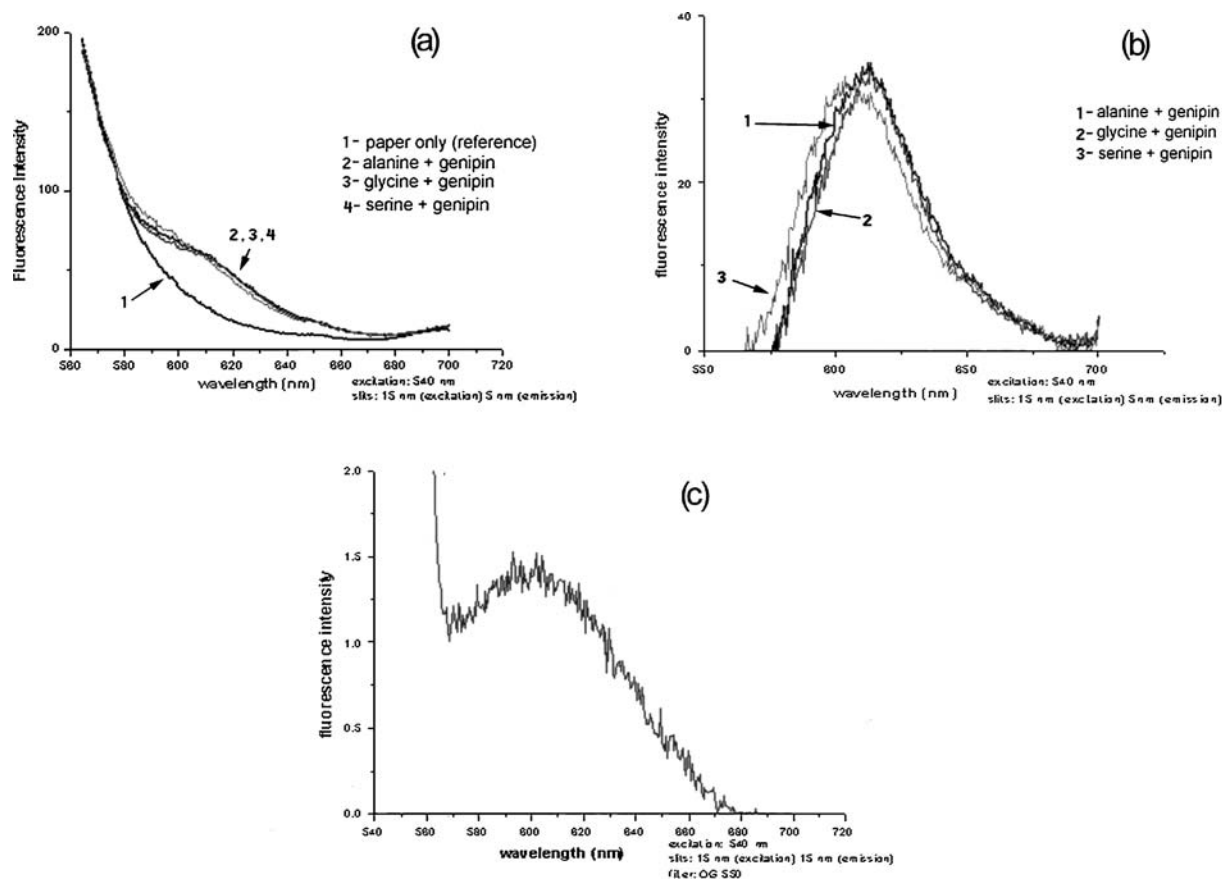 (a)
200
100
0
Fluorescence Intensity
1- paper only (reference)
2- alanine + genipin
3- glycine + genipin
4- serine + genipin
2,3,4
1
560 580 600 620 640 660 680 700 720
wavelength (nm)
excitation: 540 nm
slits: 15 nm (excitation) 5 nm (emission)
(b)
40
20
0
fluorescence intensity
1- alanine + genipin
2- glycine + genipin
3- serine + genipin
1
2
3
550 600 650 700
wavelength (nm)
excitation: 540 nm
slits: 15 nm (excitation) 5nm (emission)
(c)
2.0
1.5
1.0
0.5
0.0
fluorescence intensity
540 560 580 600 620 640 660 680 700 720
wavelength (nm)
excitation: 540 nm
slits: 15 nm (excitation) 15 nm (emission)
filter: OG 550